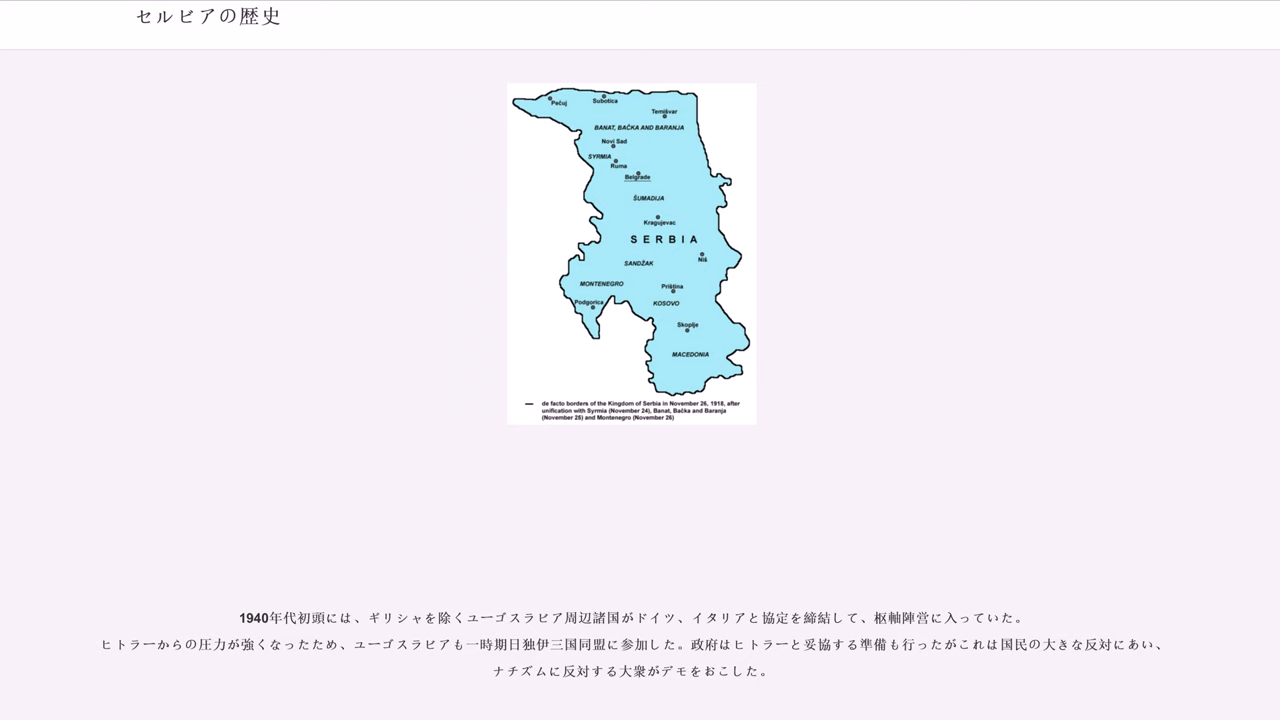 セルビアの歴史
Pečuj
Subotica
Temišvar
BANAT, BAČKA AND BARANJA
Novi Sad
SYRMIA
Ruma
Belgrade
ŠUMADIJA
Kragujevac
SERBIA
Niš
SANDŽAK
MONTENEGRO
Priština
Podgorica
KOSOVO
Skoplje
MACEDONIA
de facto borders of the Kingdom of Serbia in November 26, 1918, after
unification with Syrmia (November 24), Banat, Bačka and Baranja
(November 25) and Montenegro (November 26)
1940年代初頭には、ギリシャを除くユーゴスラビア周辺諸国がドイツ、イタリアと協定を締結して、枢軸陣営に入っていた。
ヒトラーからの圧力が強くなったため、ユーゴスラビアも一時期日独伊三国同盟に参加した。政府はヒトラーと妥協する準備も行ったがこれは国民の大きな反対にあい、
ナチズムに反対する大衆がデモをおこした。